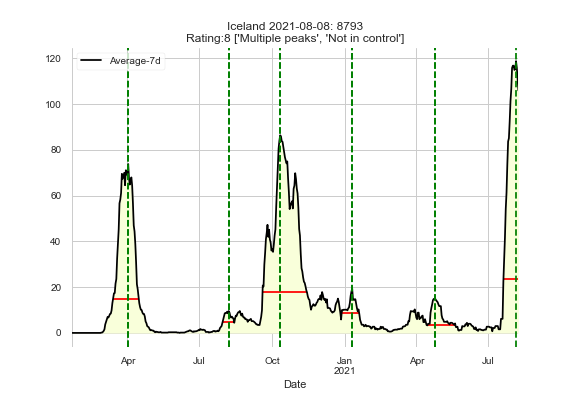 Iceland 2021-08-08: 8793
Rating:8 ['Multiple peaks', 'Not in control']
Average-7d
120
100
80
60
40
20
0
Apr
Jul
Oct
Jan
2021
Apr
Jul
Date